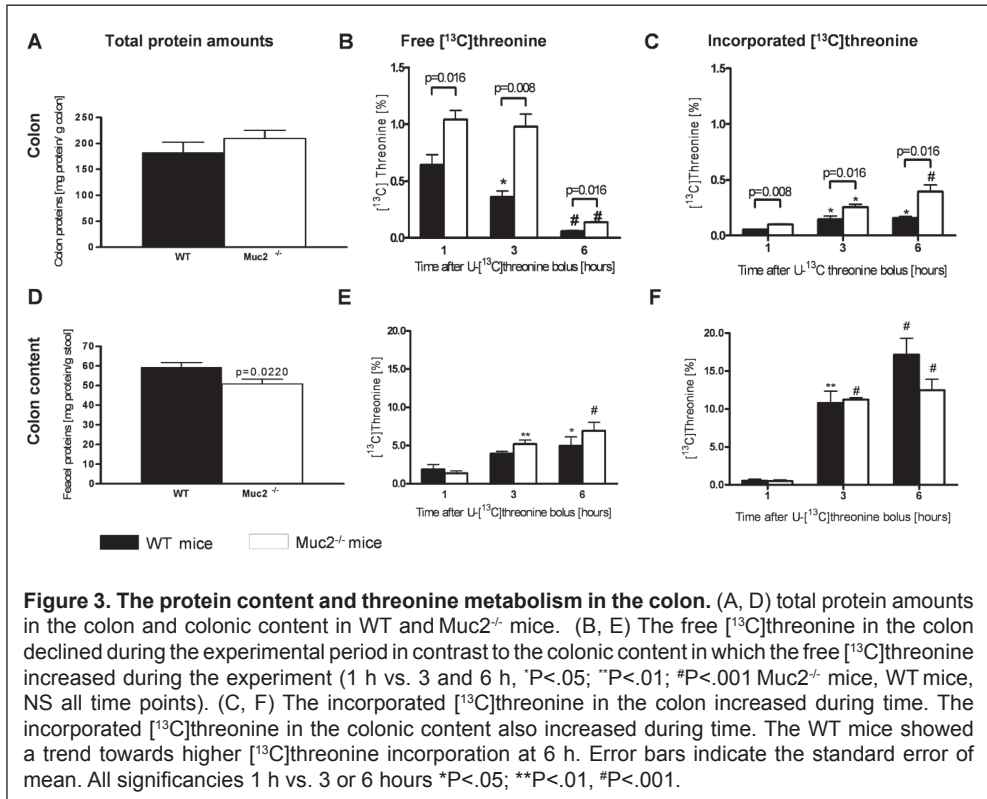 A Total protein amounts B Free [¹³C]threonine C Incorporated [¹³C]threonine
Colon
Colon proteins [mg protein/ g colon]
250
200
150
100
50
0
WT Muc2 ⁻/⁻
[¹³C] Threonine [%]
1.5
1.0
0.5
0.0
p=0.016
p=0.008
*
p=0.016
# #
1 3 6
Time after U-[¹³C]threonine bolus [hours]
[¹³C]Threonine [%]
1.5
1.0
0.5
0.0
p=0.008
p=0.016
* *
p=0.016
* #
1 3 6
Time after U-¹³C threonine bolus [hours]
D E F
Colon content
Feacel proteins [mg protein/g stool]
70
60
50
40
30
20
10
0
p=0.0220
WT Muc2 ⁻/⁻
[¹³C]Threonine [%]
20.0
15.0
10.0
5.0
0.0
**
* #
1 3 6
Time after U-[¹³C]threonine bolus [hours]
[¹³C]Threonine [%]
20.0
15.0
10.0
5.0
0.0
** #
# #
1 3 6
Time after U-[¹³C]threonine bolus [hours]
WT mice Muc2⁻/⁻ mice
Figure 3. The protein content and threonine metabolism in the colon. (A, D) total protein amounts
in the colon and colonic content in WT and Muc2⁻/⁻ mice. (B, E) The free [¹³C]threonine in the colon
declined during the experimental period in contrast to the colonic content in which the free [¹³C]threonine
increased during the experiment (1 h vs. 3 and 6 h, *P<.05; **P<.01; #P<.001 Muc2⁻/⁻ mice, WT mice,
NS all time points). (C, F) The incorporated [¹³C]threonine in the colon increased during time. The
incorporated [¹³C]threonine in the colonic content also increased during time. The WT mice showed
a trend towards higher [¹³C]threonine incorporation at 6 h. Error bars indicate the standard error of
mean. All significancies 1 h vs. 3 or 6 hours *P<.05; **P<.01, #P<.001.